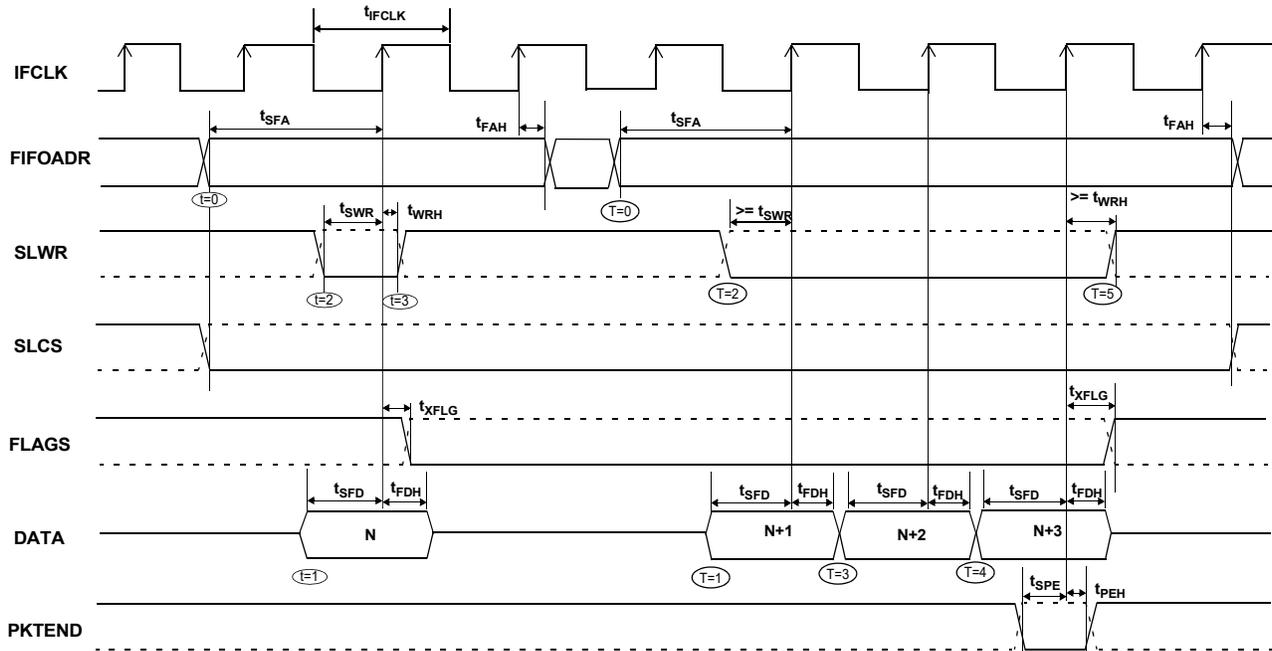 tIFCLK
IFCLK
tSFA
tFAH
tSFA
tFAH
FIFOADR
t=0
T=0
tSWR
tWRH
>= tSWR
>= tWRH
SLWR
t=2
t=3
T=2
T=5
SLCS
tXFLG
tXFLG
FLAGS
tSFD
tFDH
tSFD
tFDH
tSFD
tFDH
tSFD
tFDH
DATA
N
N+1
N+2
N+3
t=1
T=1
T=3
T=4
tSPE
tPEH
PKTEND